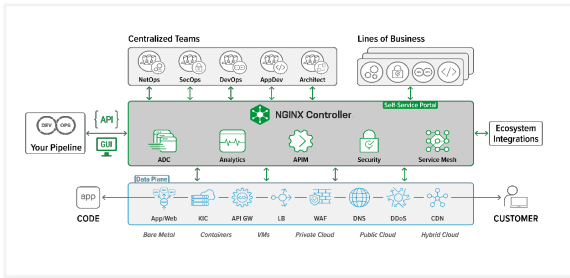 Centralized Teams
Lines of Business
NetOps
SecOps
DevOps
AppDev
Architect
Self-Service Portal
NGINX Controller
DEV OPS
Your Pipeline
API
GUI
ADC
Analytics
APIM
Security
Service Mesh
Ecosystem
Integrations
Data Plane
app
CODE
App/Web
KIC
API GW
LB
WAF
DNS
DDoS
CDN
CUSTOMER
Bare Metal
Containers
VMs
Private Cloud
Public Cloud
Hybrid Cloud